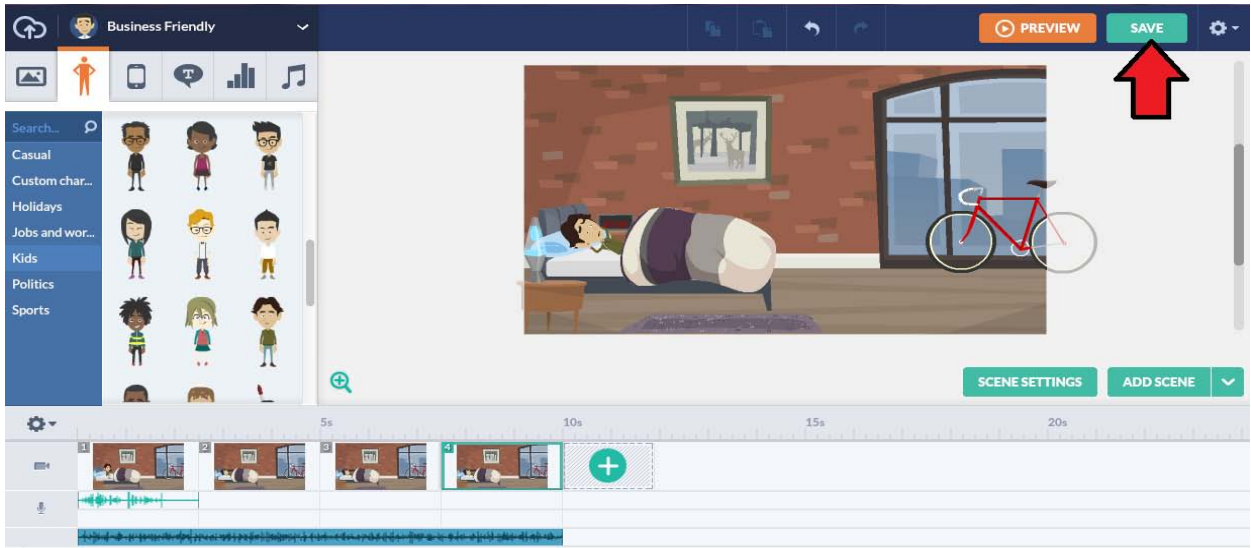 Business Friendly
PREVIEW
SAVE
T
Search...
Casual
Custom char...
Holidays
Jobs and wor...
Kids
Politics
Sports
SCENE SETTINGS
ADD SCENE
5s
10s
15s
20s
1
2
3
4